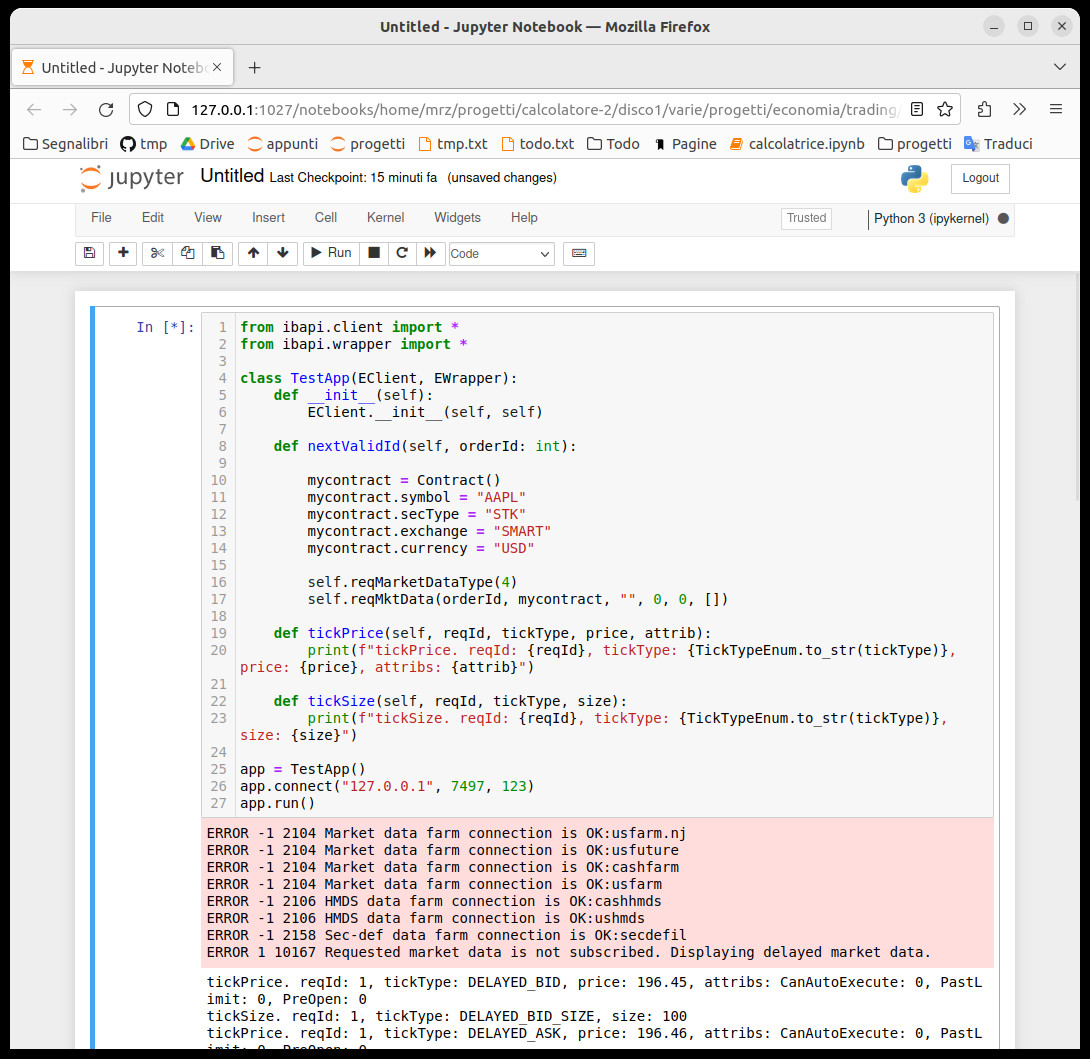 Untitled - Jupyter Notebook — Mozilla Firefox
Untitled - Jupyter Noteb
127.0.0.1:1027/notebooks/home/mrz/progetti/calcolatore-2/disco1/varie/progetti/economia/trading/
Segnalibri tmp Drive appunti progetti tmp.txt todo.txt Todo Pagine calcolatrice.ipynb progetti Traduci
jupyter Untitled Last Checkpoint: 15 minuti fa (unsaved changes) Logout
File Edit View Insert Cell Kernel Widgets Help Trusted Python 3 (ipykernel)
Run Code
In [*]:
1 from ibapi.client import *
2 from ibapi.wrapper import *
3
4 class TestApp(EClient, EWrapper):
5     def __init__(self):
6         EClient.__init__(self, self)
7
8     def nextValidId(self, orderId: int):
9
10         mycontract = Contract()
11         mycontract.symbol = "AAPL"
12         mycontract.secType = "STK"
13         mycontract.exchange = "SMART"
14         mycontract.currency = "USD"
15
16         self.reqMarketDataType(4)
17         self.reqMktData(orderId, mycontract, "", 0, 0, [])
18
19     def tickPrice(self, reqId, tickType, price, attrib):
20         print(f"tickPrice. reqId: {reqId}, tickType: {TickTypeEnum.to_str(tickType)},
price: {price}, attribs: {attrib}")
21
22     def tickSize(self, reqId, tickType, size):
23         print(f"tickSize. reqId: {reqId}, tickType: {TickTypeEnum.to_str(tickType)},
size: {size}")
24
25 app = TestApp()
26 app.connect("127.0.0.1", 7497, 123)
27 app.run()
ERROR -1 2104 Market data farm connection is OK:usfarm.nj
ERROR -1 2104 Market data farm connection is OK:usfuture
ERROR -1 2104 Market data farm connection is OK:cashfarm
ERROR -1 2104 Market data farm connection is OK:usfarm
ERROR -1 2106 HMDS data farm connection is OK:cashhmds
ERROR -1 2106 HMDS data farm connection is OK:ushmds
ERROR -1 2158 Sec-def data farm connection is OK:secdefil
ERROR 1 10167 Requested market data is not subscribed. Displaying delayed market data.
tickPrice. reqId: 1, tickType: DELAYED_BID, price: 196.45, attribs: CanAutoExecute: 0, PastL
imit: 0, PreOpen: 0
tickSize. reqId: 1, tickType: DELAYED_BID_SIZE, size: 100
tickPrice. reqId: 1, tickType: DELAYED_ASK, price: 196.46, attribs: CanAutoExecute: 0, PastL
imit: 0, PreOpen: 0